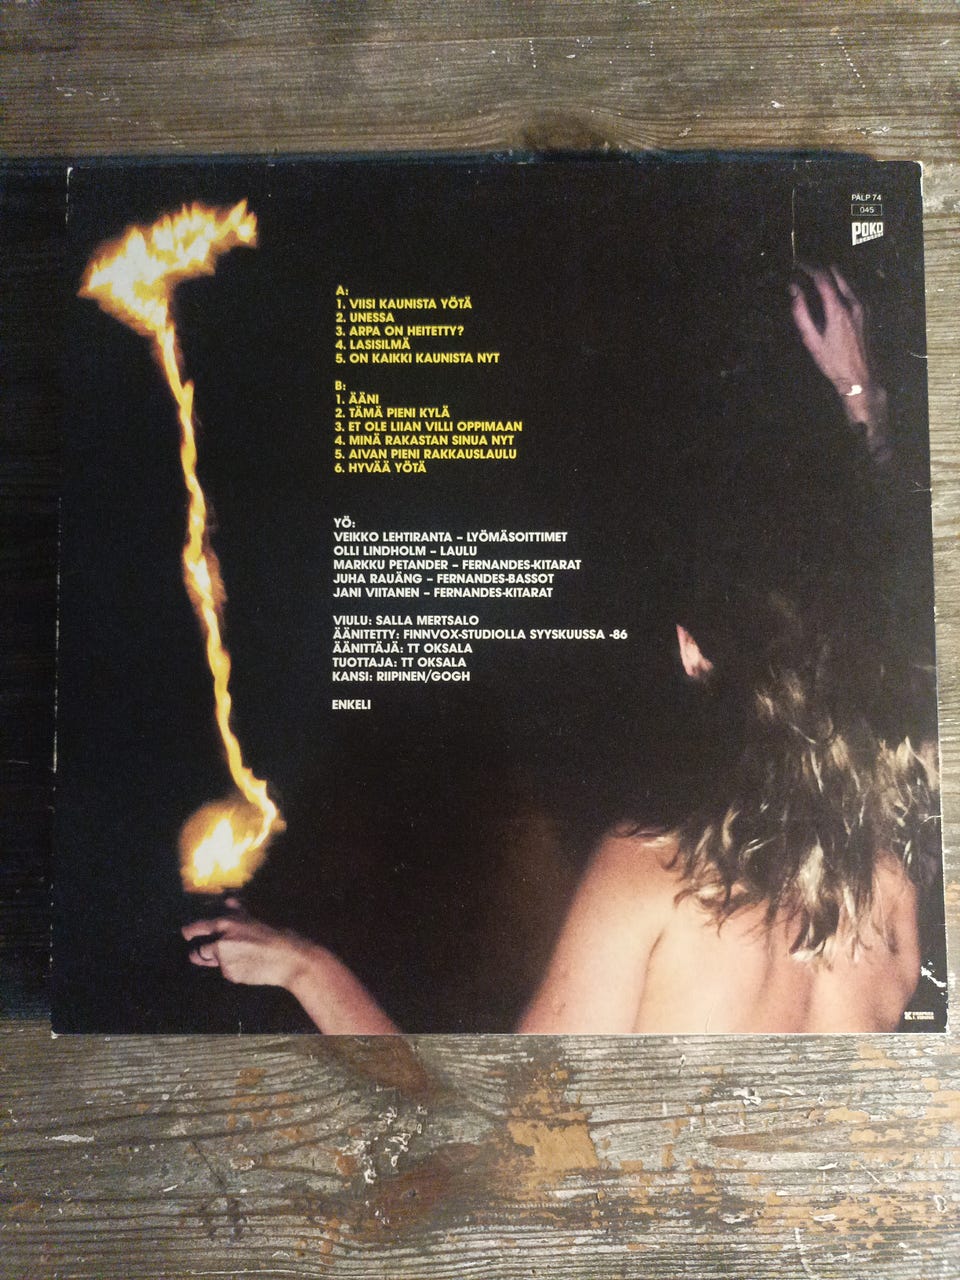 PÄLP 74
045
POKO
A:
1. VIISI KAUNISTA YÖTÄ
2. UNESSA
3. ARPA ON HEITETTY?
4. LASISILMÄ
5. ON KAIKKI KAUNISTA NYT
B:
1. ÄÄNI
2. TÄMÄ PIENI KYLÄ
3. ET OLE LIIAN VILLI OPPIMAAN
4. MINÄ RAKASTAN SINUA NYT
5. AIVAN PIENI RAKKAUSLAULU
6. HYVÄÄ YÖTÄ
YÖ:
VEIKKO LEHTIRANTA – LYÖMÄSOITTIMET
OLLI LINDHOLM – LAULU
MARKKU PETANDER – FERNANDES-KITARAT
JUHA RAUÄNG – FERNANDES-BASSOT
JANI VIITANEN – FERNANDES-KITARAT
VIULU: SALLA MERTSALO
ÄÄNITETTY: FINNVOX-STUDIOLLA SYYSKUUSSA -86
ÄÄNITTÄJÄ: TT OKSALA
TUOTTAJA: TT OKSALA
KANSI: RIIPINEN/GOGH
ENKELI